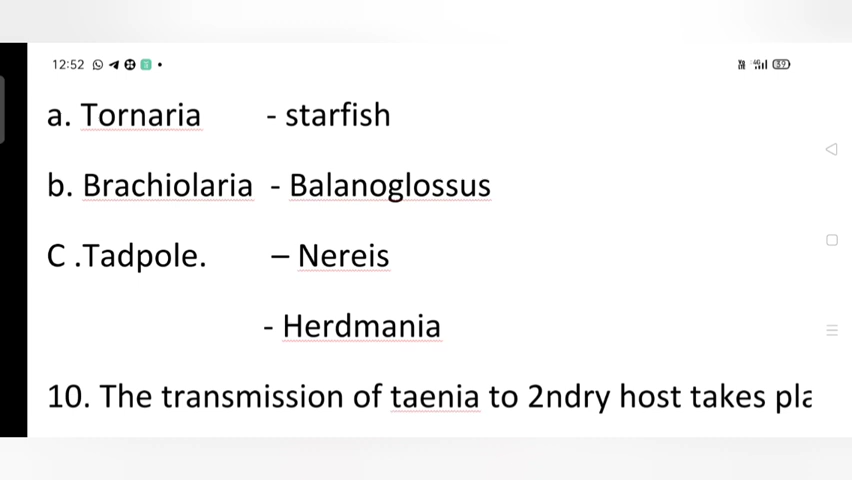 12:52
a. Tornaria - starfish
b. Brachiolaria - Balanoglossus
C .Tadpole. – Nereis
- Herdmania
10. The transmission of taenia to 2ndry host takes pla